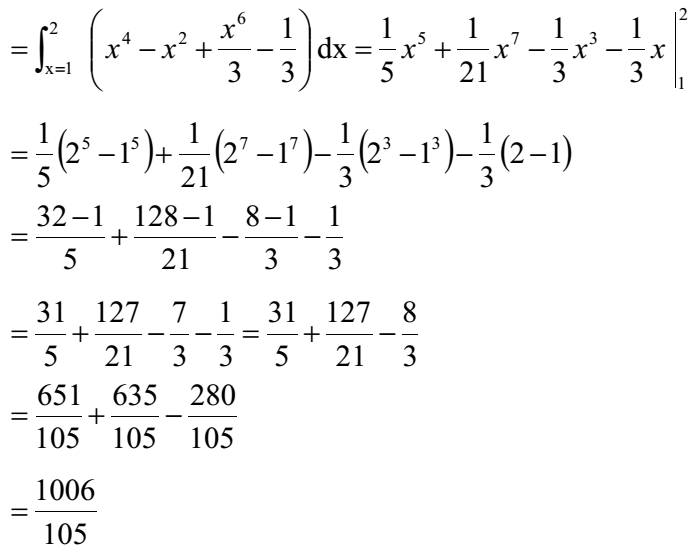 = ∫_{x=1}^{2} ( x^4 − x^2 + x^6/3 − 1/3 ) dx = 1/5 x^5 + 1/21 x^7 − 1/3 x^3 − 1/3 x |_1^2
= 1/5 (2^5 − 1^5) + 1/21 (2^7 − 1^7) − 1/3 (2^3 − 1^3) − 1/3 (2 − 1)
= (32 − 1)/5 + (128 − 1)/21 − (8 − 1)/3 − 1/3
= 31/5 + 127/21 − 7/3 − 1/3 = 31/5 + 127/21 − 8/3
= 651/105 + 635/105 − 280/105
= 1006/105